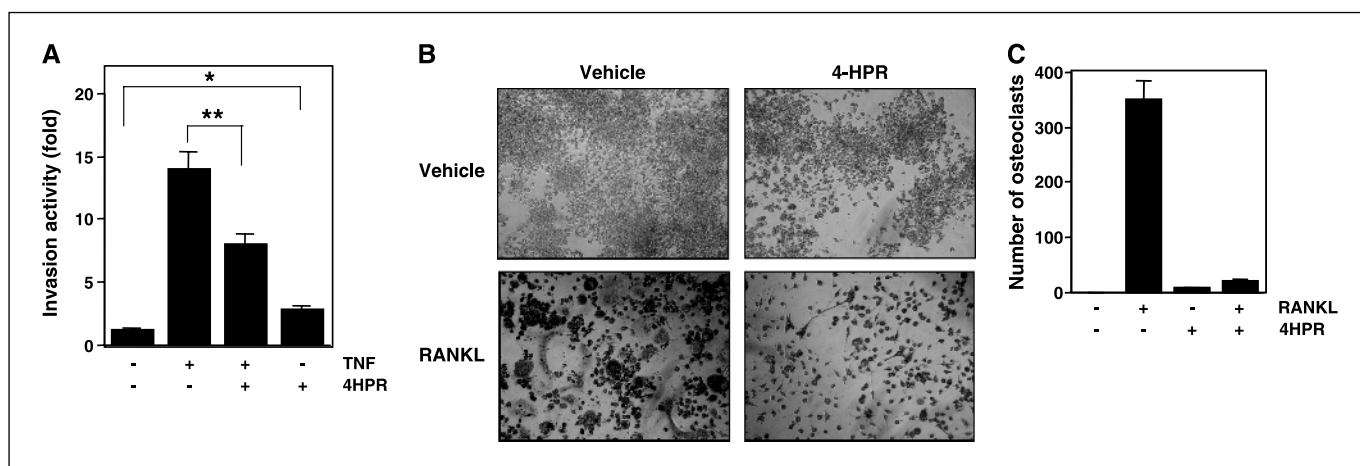 A
Invasion activity (fold)
20
15
10
5
0
*
**
- + + - TNF
- - + + 4HPR
B
Vehicle 4-HPR
Vehicle
RANKL
C
Number of osteoclasts
400
300
200
100
0
- + - + RANKL
- - + + 4HPR